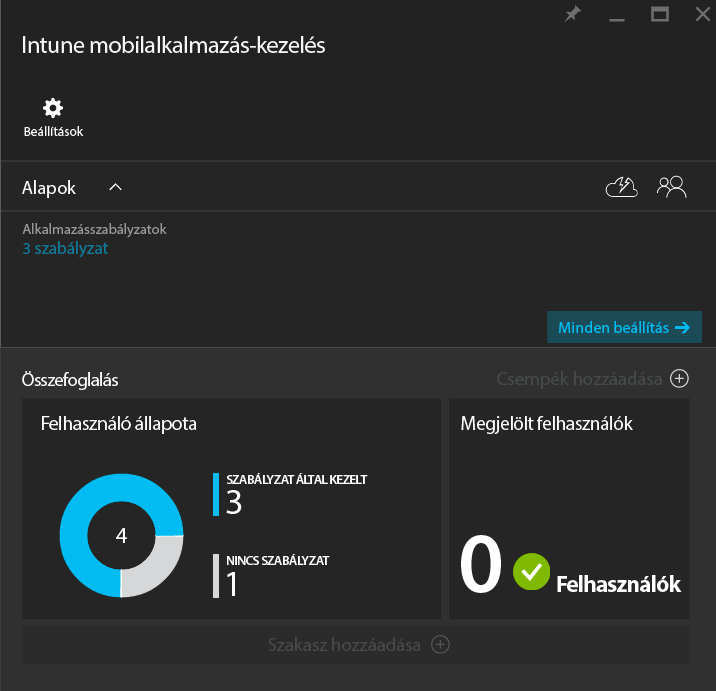 Intune mobilalkalmazás-kezelés
Beállítások
Alapok
Alkalmazásszabályzatok
3 szabályzat
Minden beállítás
Összefoglalás
Csempék hozzáadása
Felhasználó állapota
Megjelölt felhasználók
4
SZABÁLYZAT ÁLTAL KEZELT
3
NINCS SZABÁLYZAT
1
0
Felhasználók
Szakasz hozzáadása